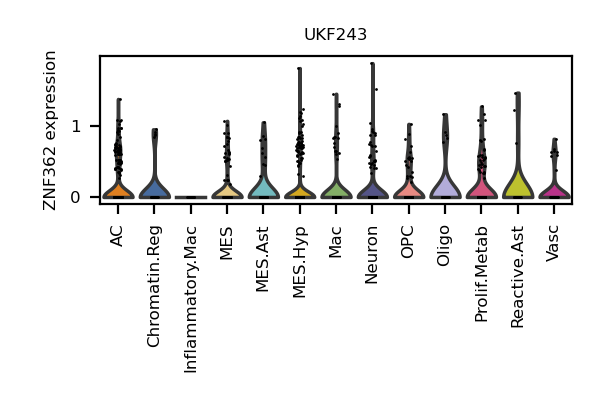 UKF243
ZNF362 expression
1
0
AC
Chromatin.Reg
Inflammatory.Mac
MES
MES.Ast
MES.Hyp
Mac
Neuron
OPC
Oligo
Prolif.Metab
Reactive.Ast
Vasc